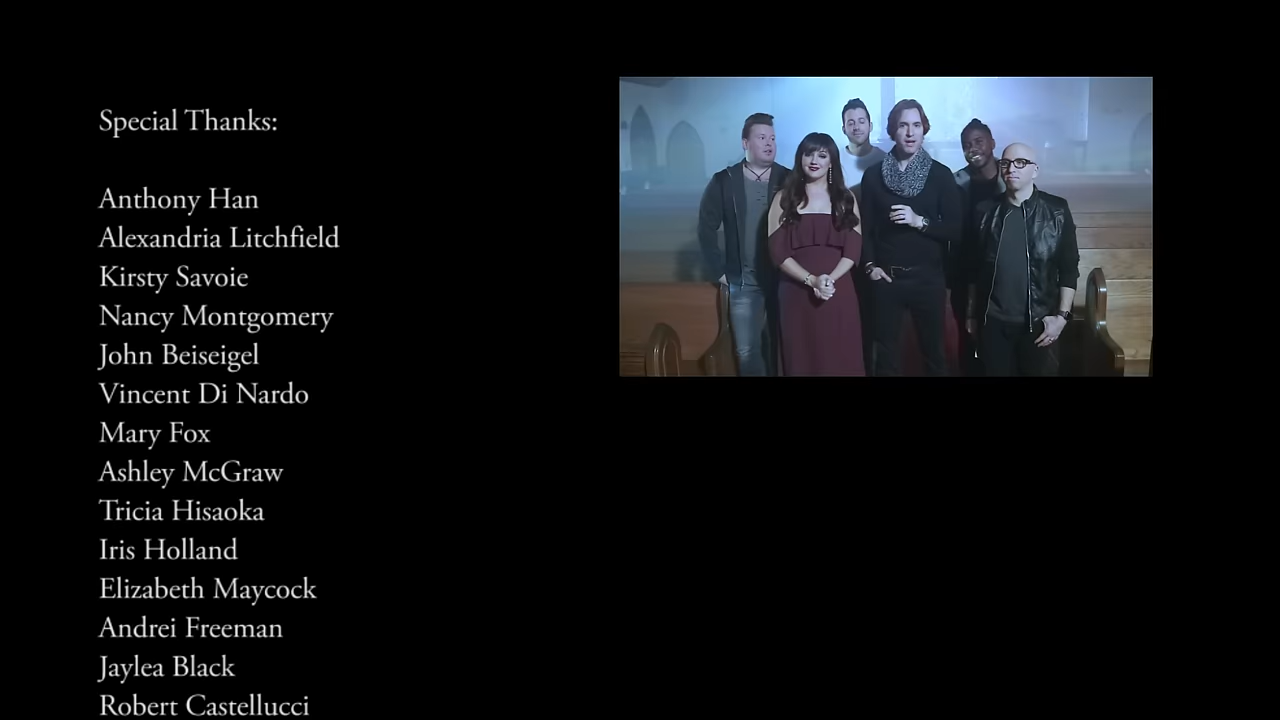 Special Thanks:
Anthony Han
Alexandria Litchfield
Kirsty Savoie
Nancy Montgomery
John Beiseigel
Vincent Di Nardo
Mary Fox
Ashley McGraw
Tricia Hisaoka
Iris Holland
Elizabeth Maycock
Andrei Freeman
Jaylea Black
Robert Castellucci